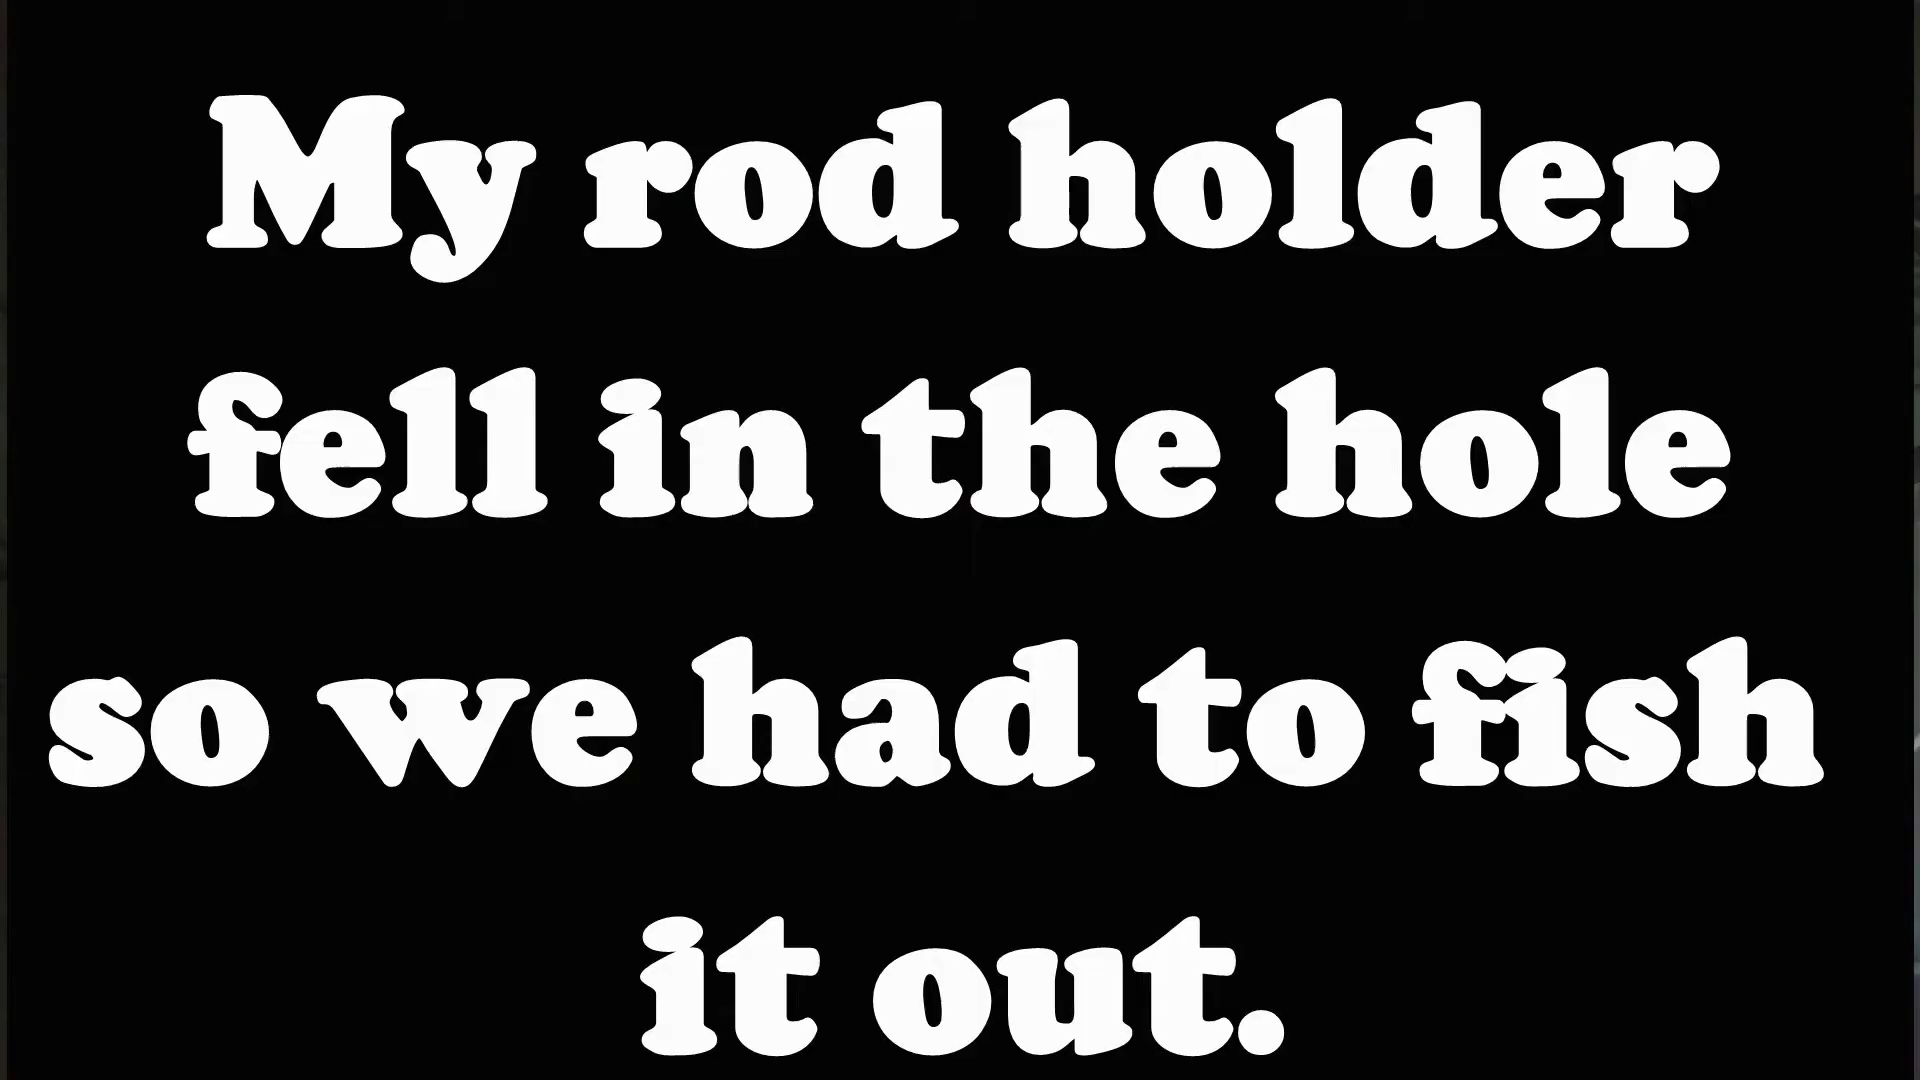 My rod holder
fell in the hole
so we had to fish
it out.